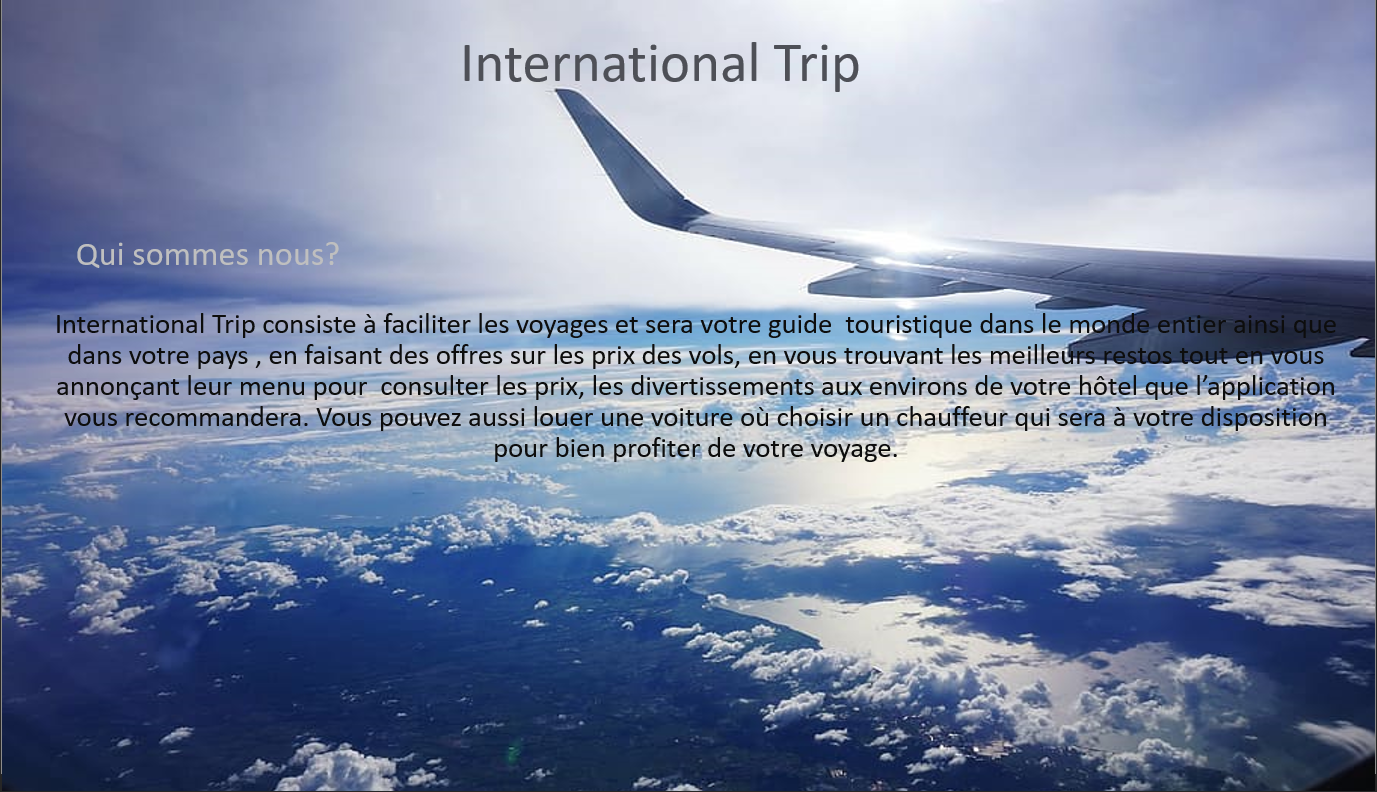 International Trip
Qui sommes nous?
International Trip consiste à faciliter les voyages et sera votre guide  touristique dans le monde entier ainsi que
dans votre pays , en faisant des offres sur les prix des vols, en vous trouvant les meilleurs restos tout en vous
annonçant leur menu pour  consulter les prix, les divertissements aux environs de votre hôtel que l’application
vous recommandera. Vous pouvez aussi louer une voiture où choisir un chauffeur qui sera à votre disposition
pour bien profiter de votre voyage.